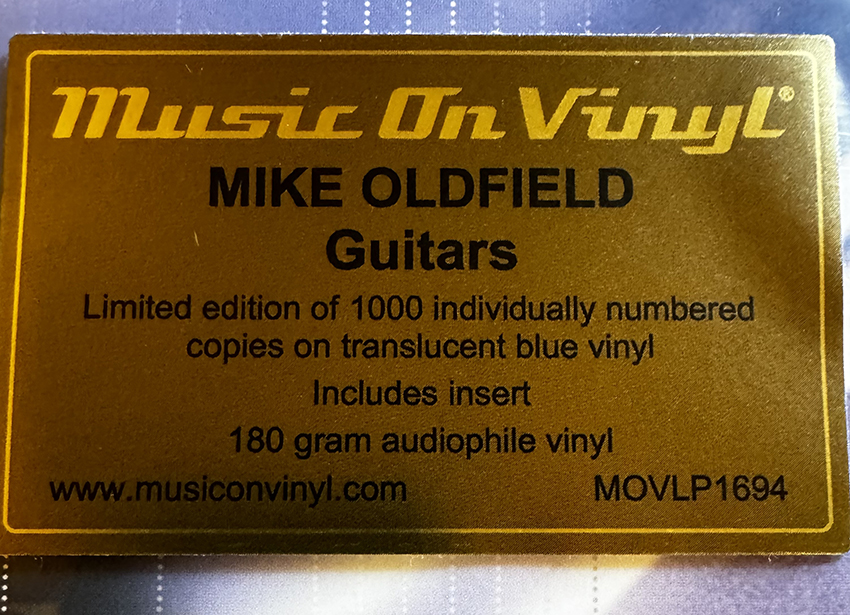 Music On Vinyl®
MIKE OLDFIELD
Guitars
Limited edition of 1000 individually numbered
copies on translucent blue vinyl
Includes insert
180 gram audiophile vinyl
www.musiconvinyl.com MOVLP1694